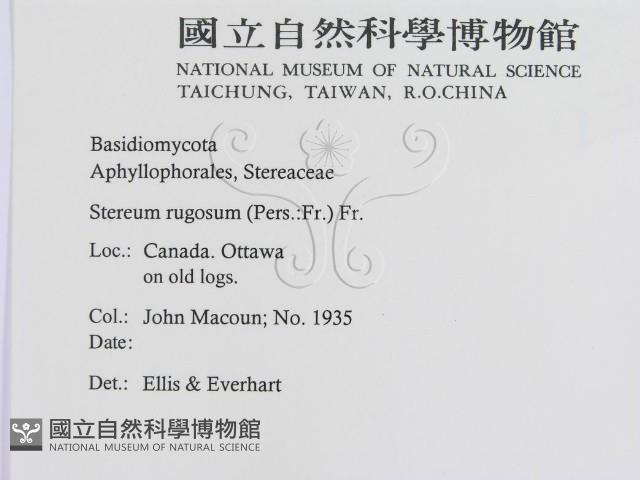 國立自然科學博物館
NATIONAL MUSEUM OF NATURAL SCIENCE
TAICHUNG, TAIWAN, R.O.CHINA
Basidiomycota
Aphyllophorales, Stereaceae
Stereum rugosum (Pers.:Fr.) Fr.
Loc.: Canada. Ottawa
on old logs.
Col.: John Macoun; No. 1935
Date:
Det.: Ellis & Everhart
國立自然科學博物館
NATIONAL MUSEUM OF NATURAL SCIENCE